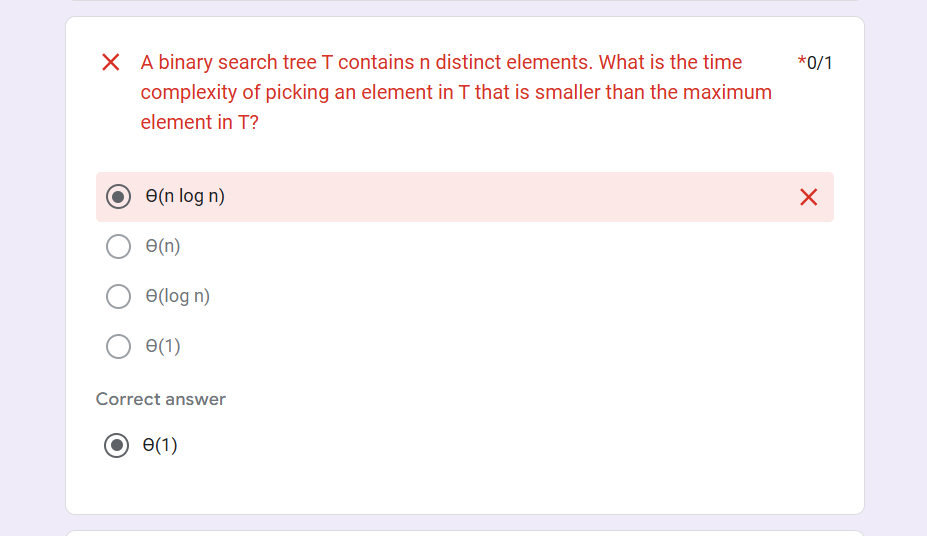 A binary search tree T contains n distinct elements. What is the time *0/1
complexity of picking an element in T that is smaller than the maximum
element in T?
Ɵ(n log n)
Ɵ(n)
Ɵ(log n)
Ɵ(1)
Correct answer
Ɵ(1)